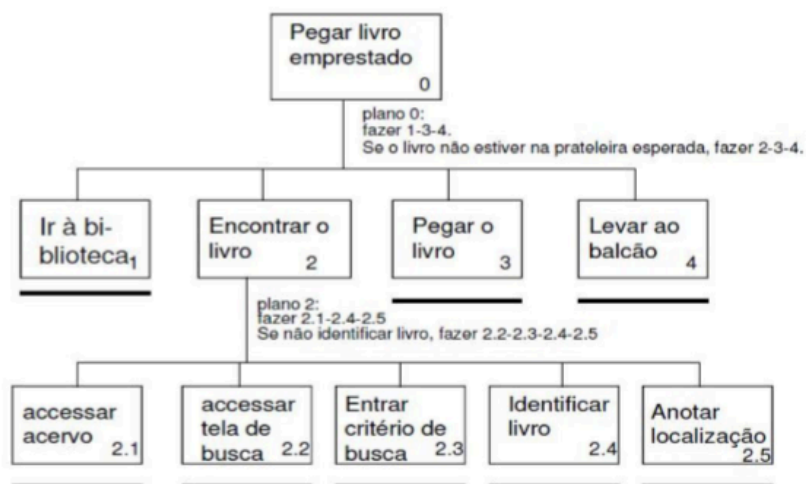 Pegar livro
emprestado
0
plano 0:
fazer 1-3-4.
Se o livro não estiver na prateleira esperada, fazer 2-3-4.
Ir à bi-
blioteca 1
Encontrar o
livro 2
Pegar o
livro 3
Levar ao
balcão 4
plano 2:
fazer 2.1-2.4-2.5
Se não identificar livro, fazer 2.2-2.3-2.4-2.5
accessar
acervo 2.1
accessar
tela de
busca 2.2
Entrar
critério de
busca 2.3
Identificar
livro
2.4
Anotar
localização
2.5